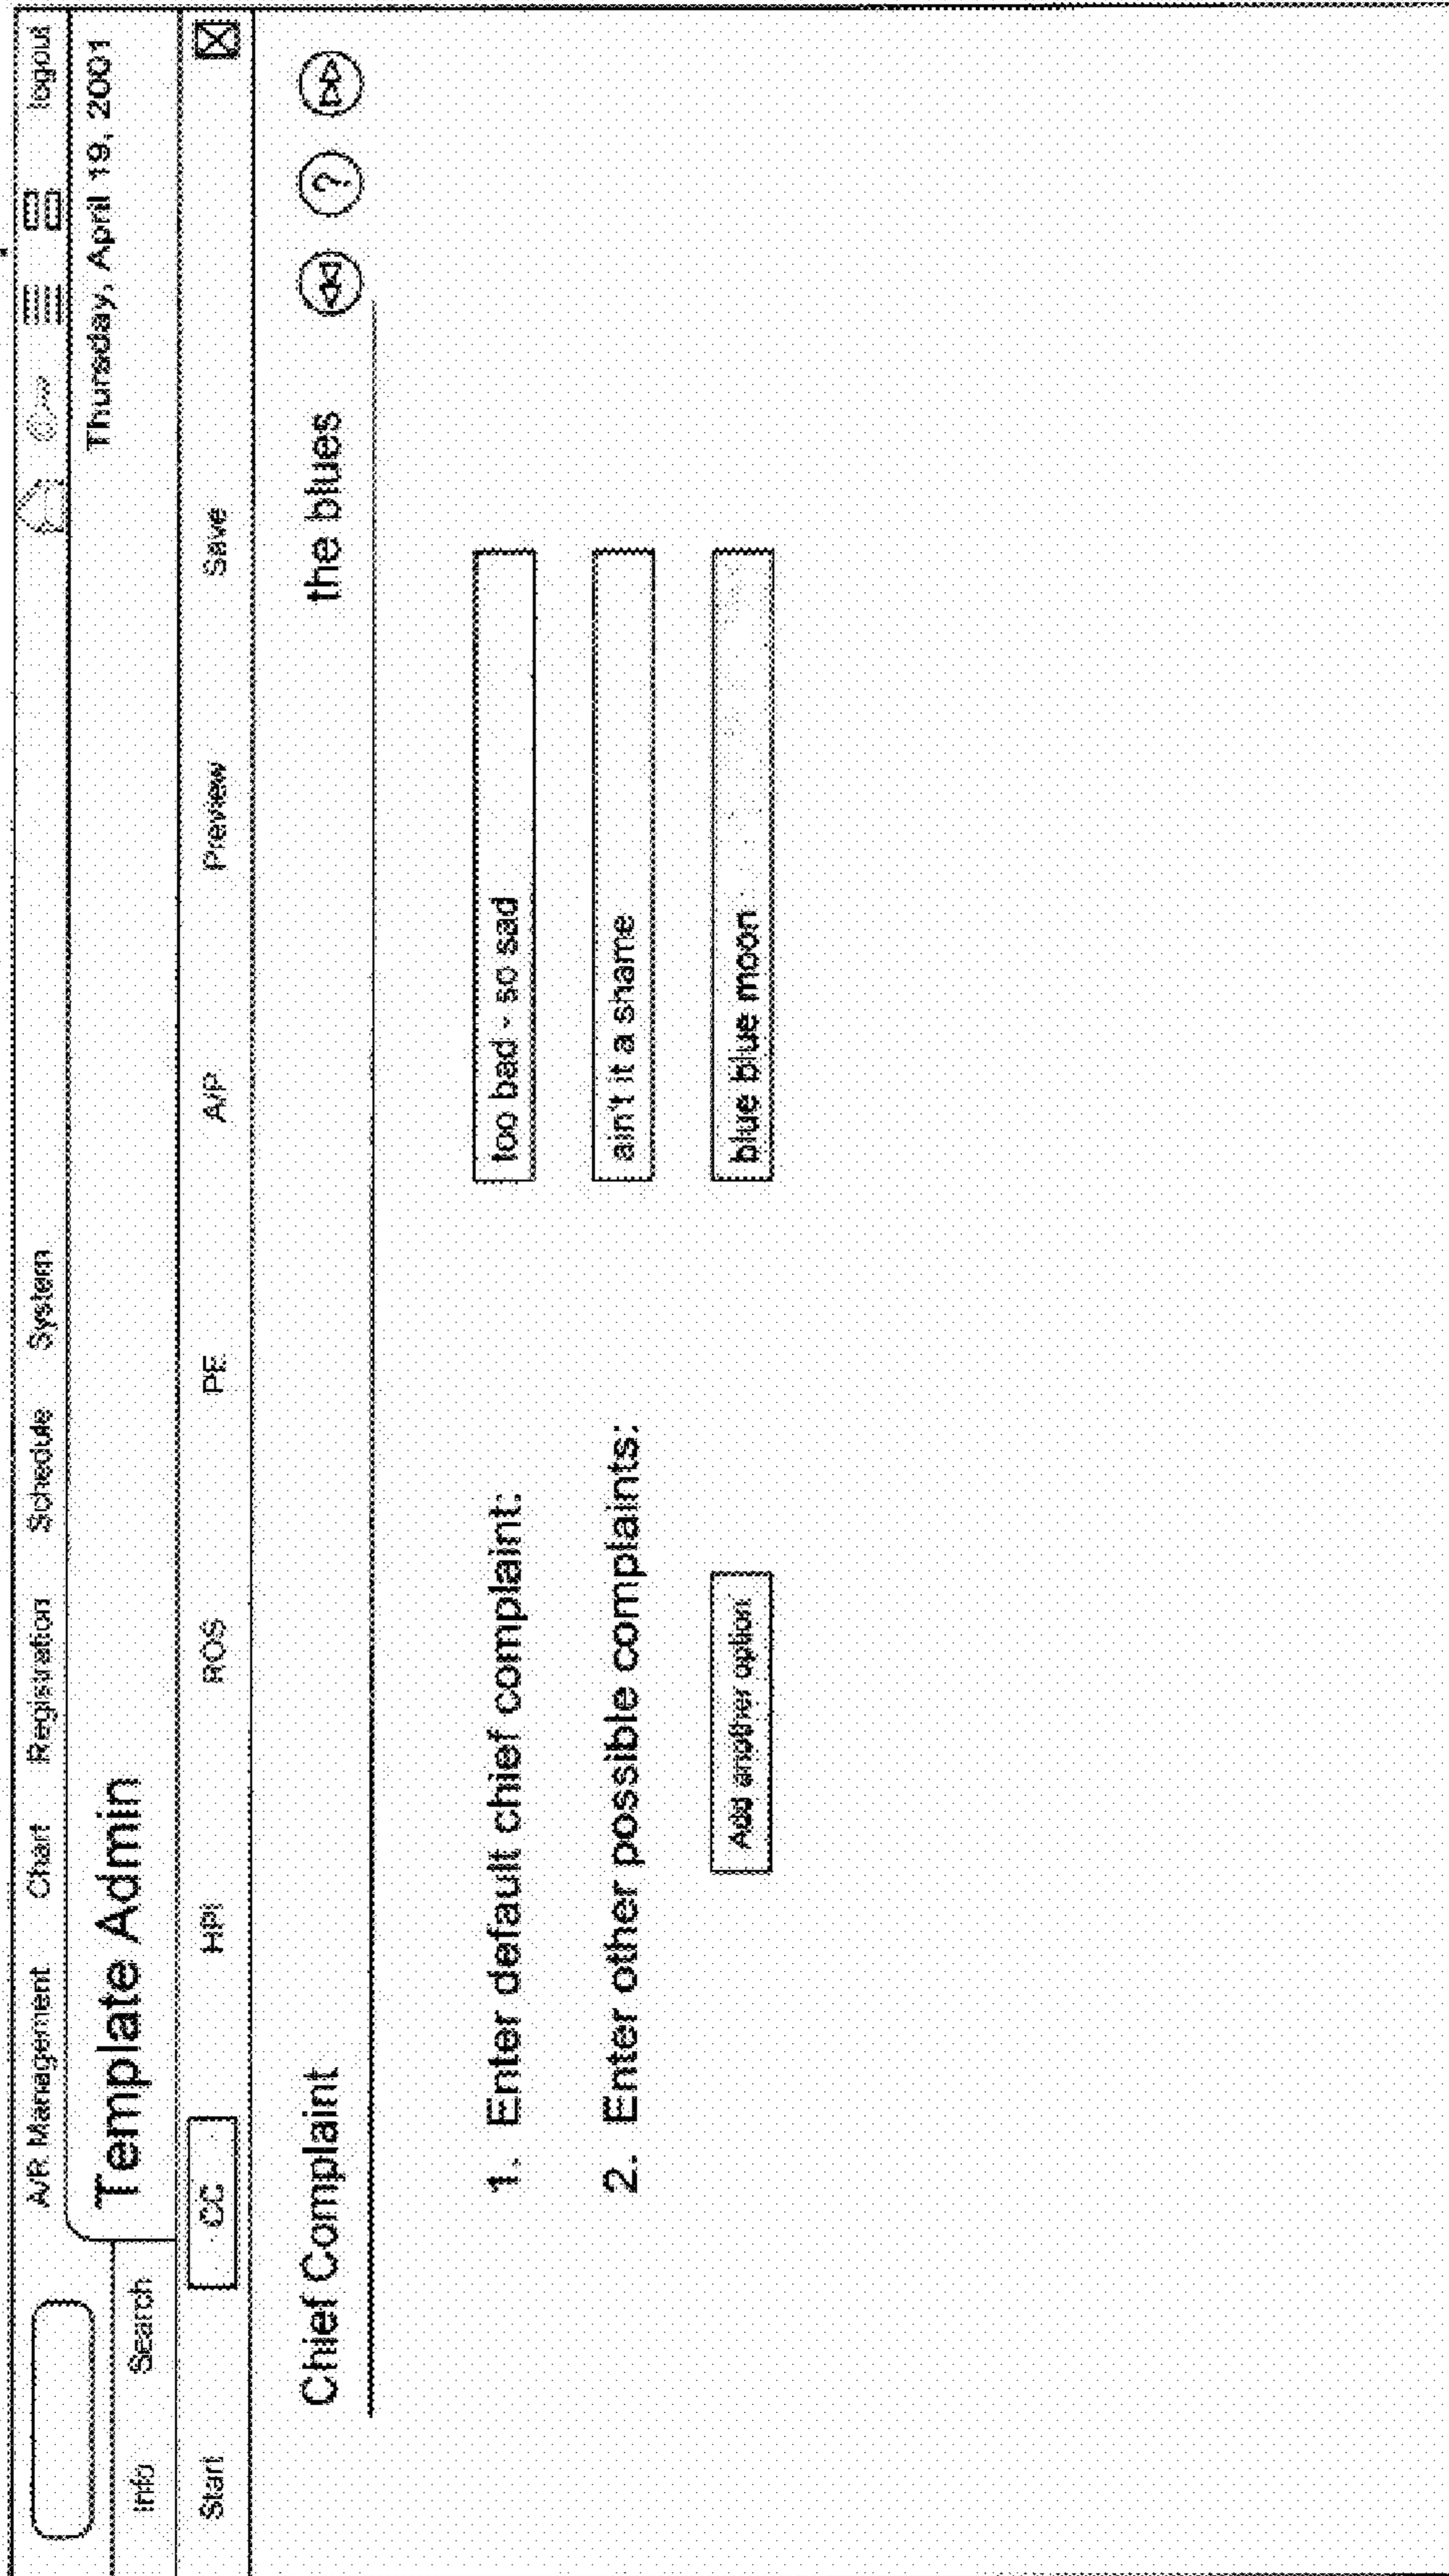 A/R Management Chart Registration Schedule System logout
Template Admin Thursday, April 19, 2001
Info Search
Start CC HPI ROS PE A/P Preview Save
Chief Complaint the blues ?
1. Enter default chief complaint: too bad - so sad
2. Enter other possible complaints: ain't it a shame
Add another option blue blue moon